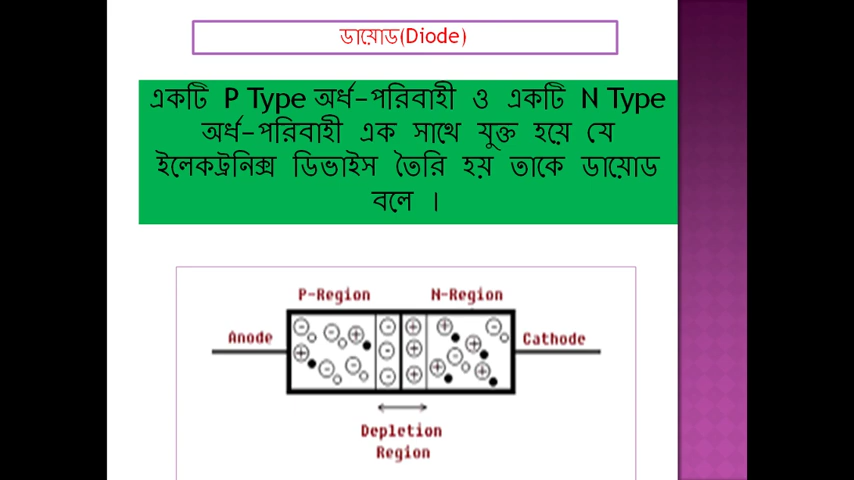 ডায়োড(Diode)
একটি P Type অর্ধ-পরিবাহী ও একটি N Type
অর্ধ-পরিবাহী এক সাথে যুক্ত হয়ে যে
ইলেকট্রনিক্স ডিভাইস তৈরি হয় তাকে ডায়োড
বলে ।
P-Region N-Region
Anode Cathode
Depletion
Region